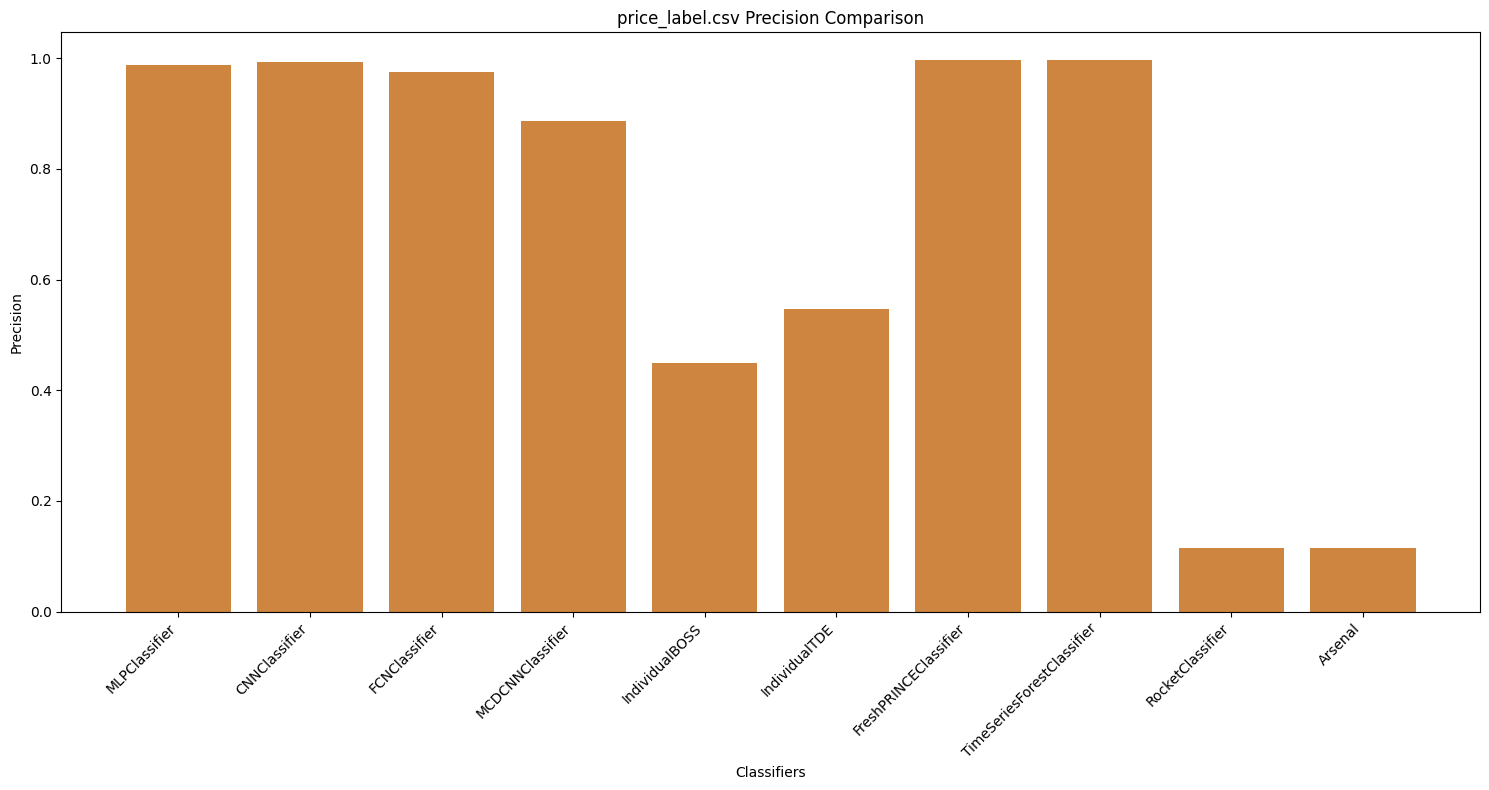 price_label.csv Precision Comparison
1.0
0.8
0.6
0.4
0.2
0.0
Precision
MLPClassifier
CNNClassifier
FCNClassifier
MCDCNNClassifier
IndividualBOSS
IndividualTDE
FreshPRINCEClassifier
TimeSeriesForestClassifier
RocketClassifier
Arsenal
Classifiers